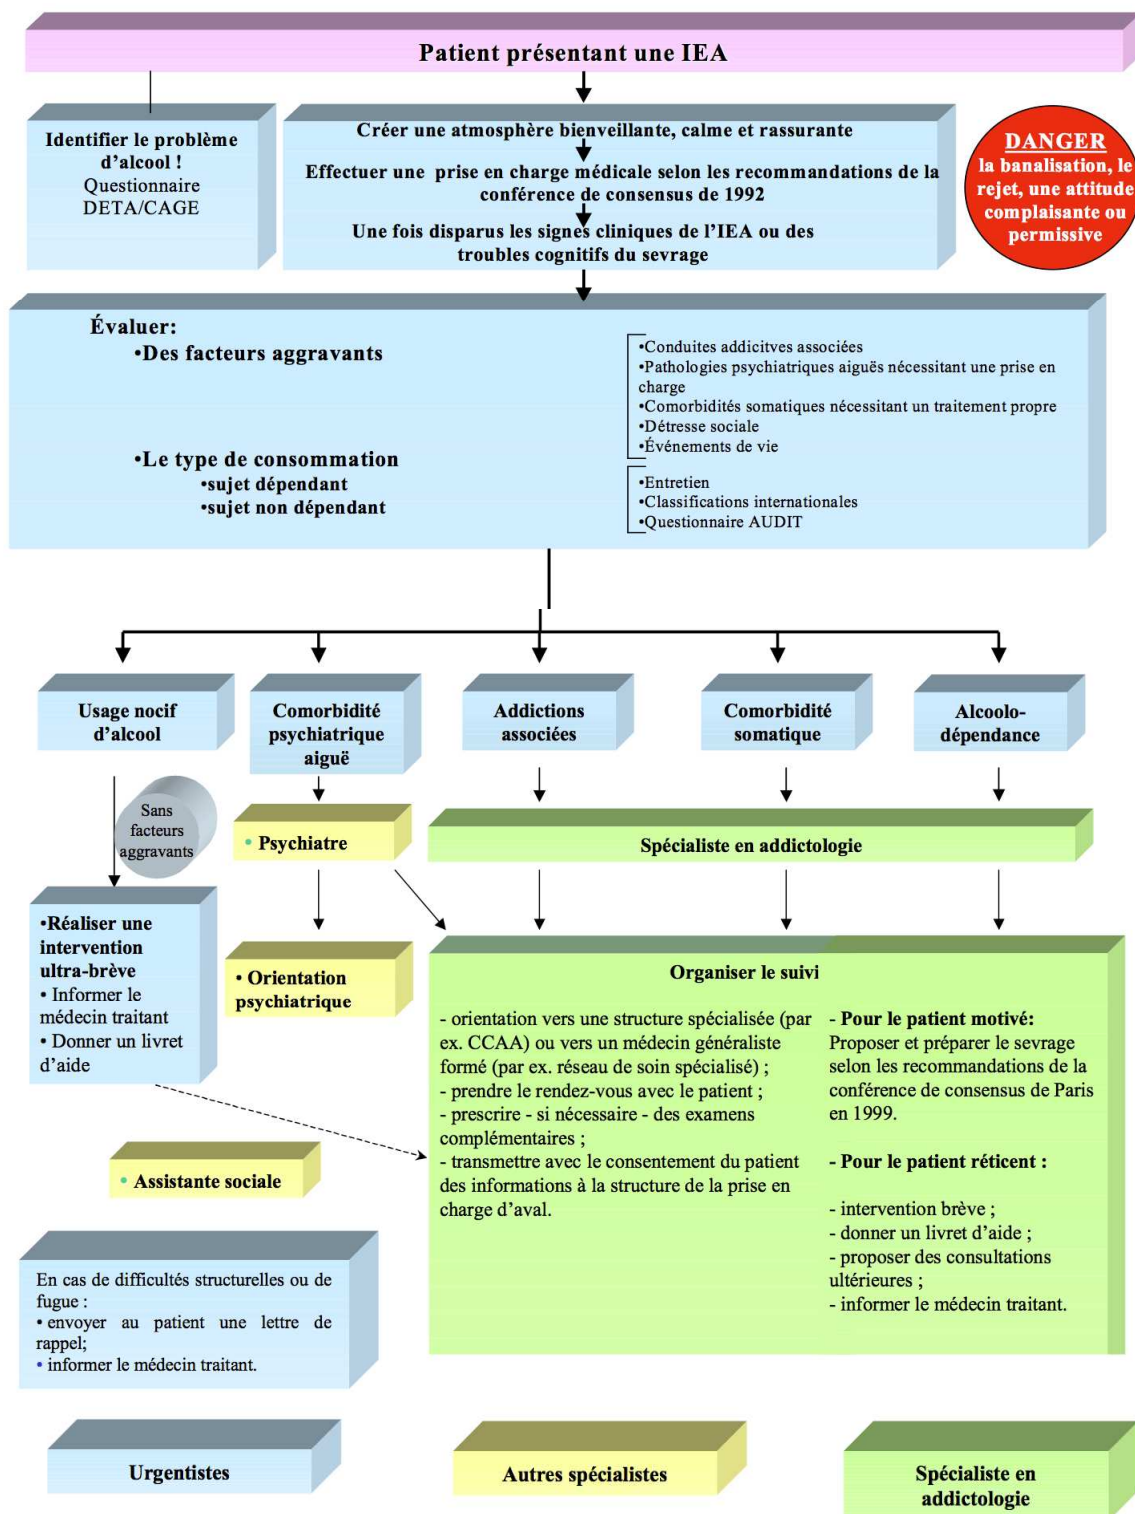 Patient présentant une IEA
Identifier le problème
d'alcool !
Questionnaire
DETA/CAGE
Créer une atmosphère bienveillante, calme et rassurante
Effectuer une prise en charge médicale selon les recommandations de la
conférence de consensus de 1992
Une fois disparus les signes cliniques de l'IEA ou des
troubles cognitifs du sevrage
DANGER
la banalisation, le
rejet, une attitude
complaisante ou
permissive
Évaluer:
•Des facteurs aggravants
•Conduites addicitves associées
•Pathologies psychiatriques aiguës nécessitant une prise en
charge
•Comorbidités somatiques nécessitant un traitement propre
•Détresse sociale
•Événements de vie
•Le type de consommation
•sujet dépendant
•sujet non dépendant
•Entretien
•Classifications internationales
•Questionnaire AUDIT
Usage nocif
d'alcool
Comorbidité
psychiatrique
aiguë
Addictions
associées
Comorbidité
somatique
Alcoolo-
dépendance
Sans
facteurs
aggravants
• Psychiatre
Spécialiste en addictologie
•Réaliser une
intervention
ultra-brève
• Informer le
médecin traitant
• Donner un livret
d'aide
• Orientation
psychiatrique
Organiser le suivi
- orientation vers une structure spécialisée (par
ex. CCAA) ou vers un médecin généraliste
formé (par ex. réseau de soin spécialisé) ;
- prendre le rendez-vous avec le patient ;
- prescrire - si nécessaire - des examens
complémentaires ;
- transmettre avec le consentement du patient
des informations à la structure de la prise en
charge d'aval.
- Pour le patient motivé:
Proposer et préparer le sevrage
selon les recommandations de la
conférence de consensus de Paris
en 1999.
- Pour le patient réticent :
- intervention brève ;
- donner un livret d'aide ;
- proposer des consultations
ultérieures ;
- informer le médecin traitant.
• Assistante sociale
En cas de difficultés structurelles ou de
fugue :
• envoyer au patient une lettre de
rappel;
• informer le médecin traitant.
Urgentistes
Autres spécialistes
Spécialiste en
addictologie